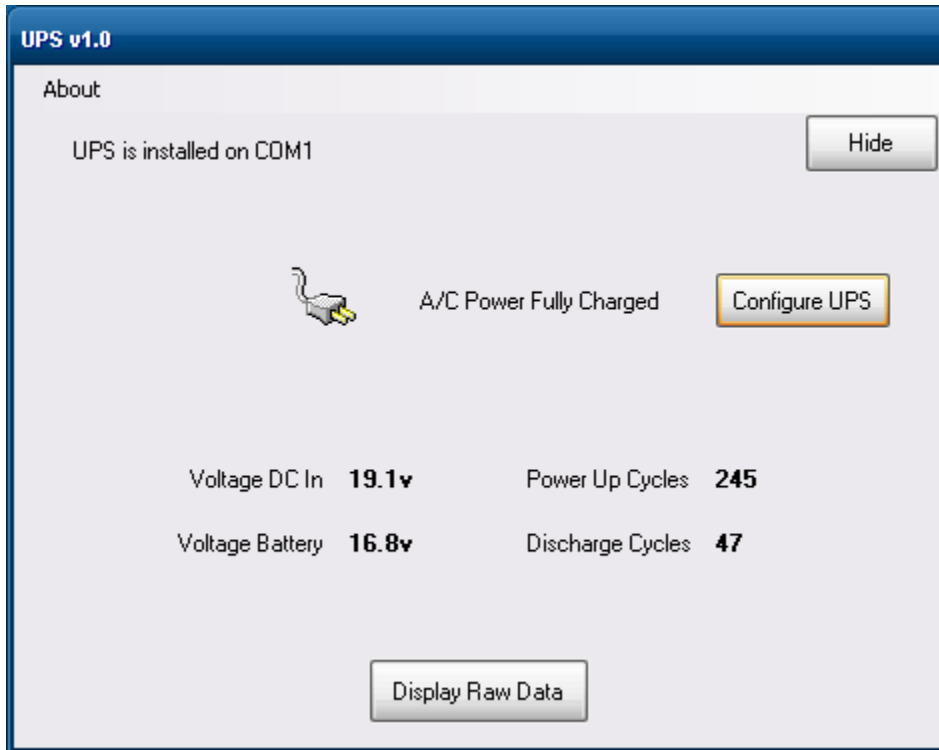 UPS v1.0
About
UPS is installed on COM1
Hide
A/C Power Fully Charged
Configure UPS
Voltage DC In 19.1v Power Up Cycles 245
Voltage Battery 16.8v Discharge Cycles 47
Display Raw Data